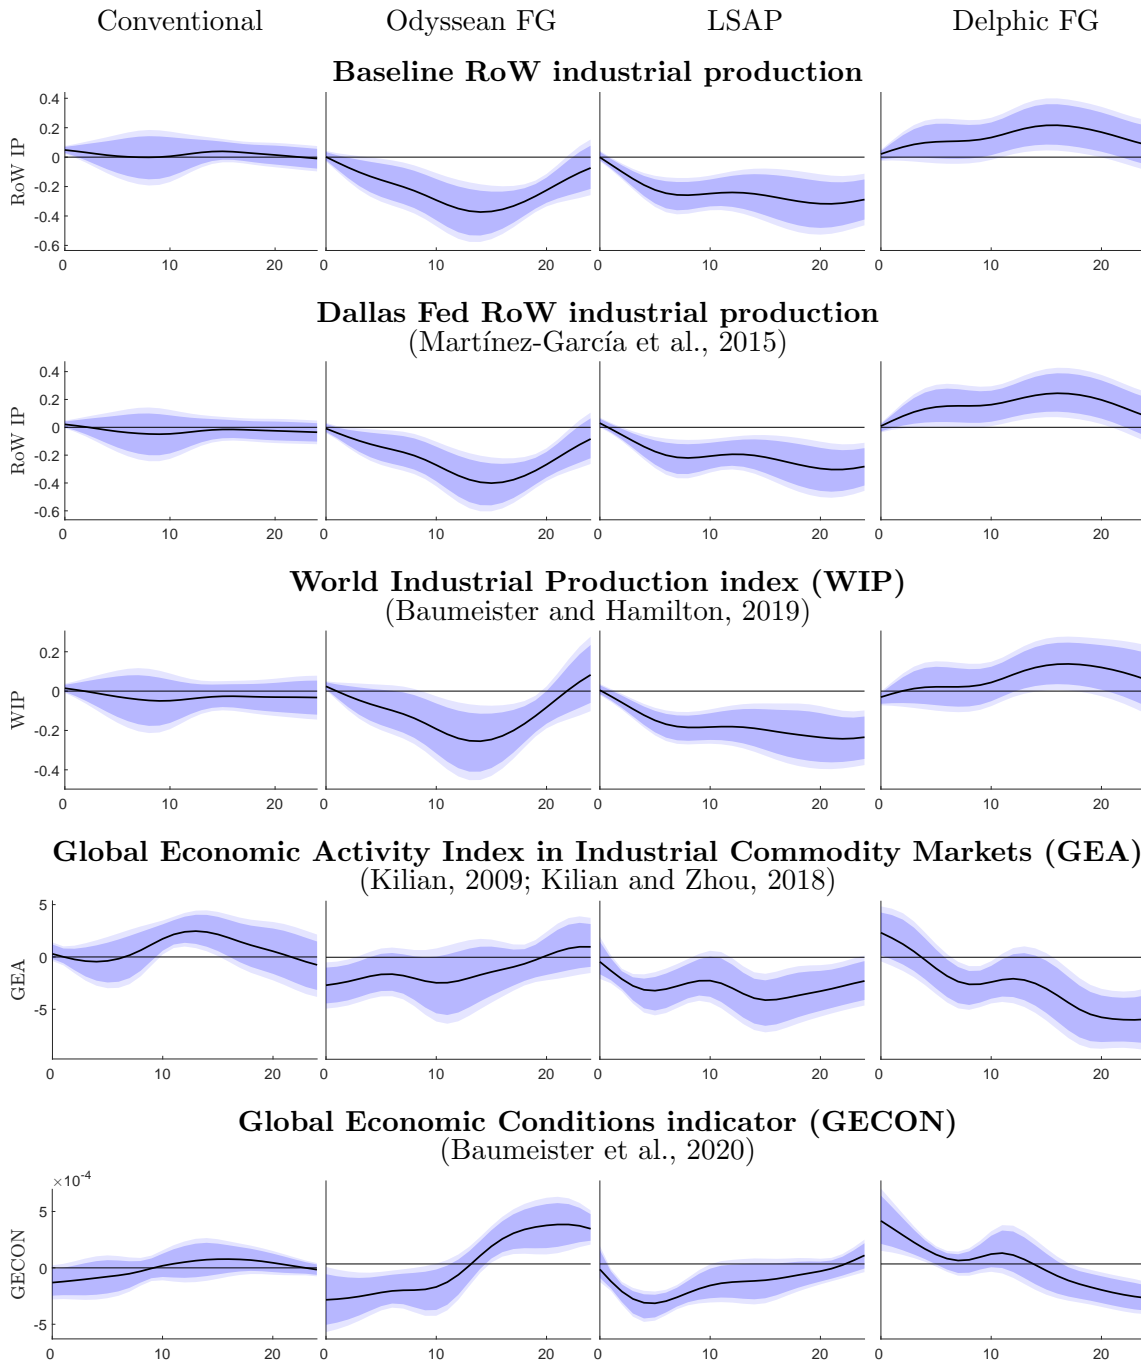 Conventional Odyssean FG LSAP Delphic FG
Baseline RoW industrial production
RoW IP
0.4
0.2
0
-0.2
-0.4
-0.6
0 10 20 0 10 20 0 10 20 0 10 20
Dallas Fed RoW industrial production
(Martínez-García et al., 2015)
RoW IP
0.4
0.2
0
-0.2
-0.4
-0.6
0 10 20 0 10 20 0 10 20 0 10 20
World Industrial Production index (WIP)
(Baumeister and Hamilton, 2019)
WIP
0.2
0
-0.2
-0.4
0 10 20 0 10 20 0 10 20 0 10 20
Global Economic Activity Index in Industrial Commodity Markets (GEA)
(Kilian, 2009; Kilian and Zhou, 2018)
GEA
5
0
-5
0 10 20 0 10 20 0 10 20 0 10 20
Global Economic Conditions indicator (GECON)
(Baumeister et al., 2020)
×10⁻⁴
GECON
5
0
-5
0 10 20 0 10 20 0 10 20 0 10 20